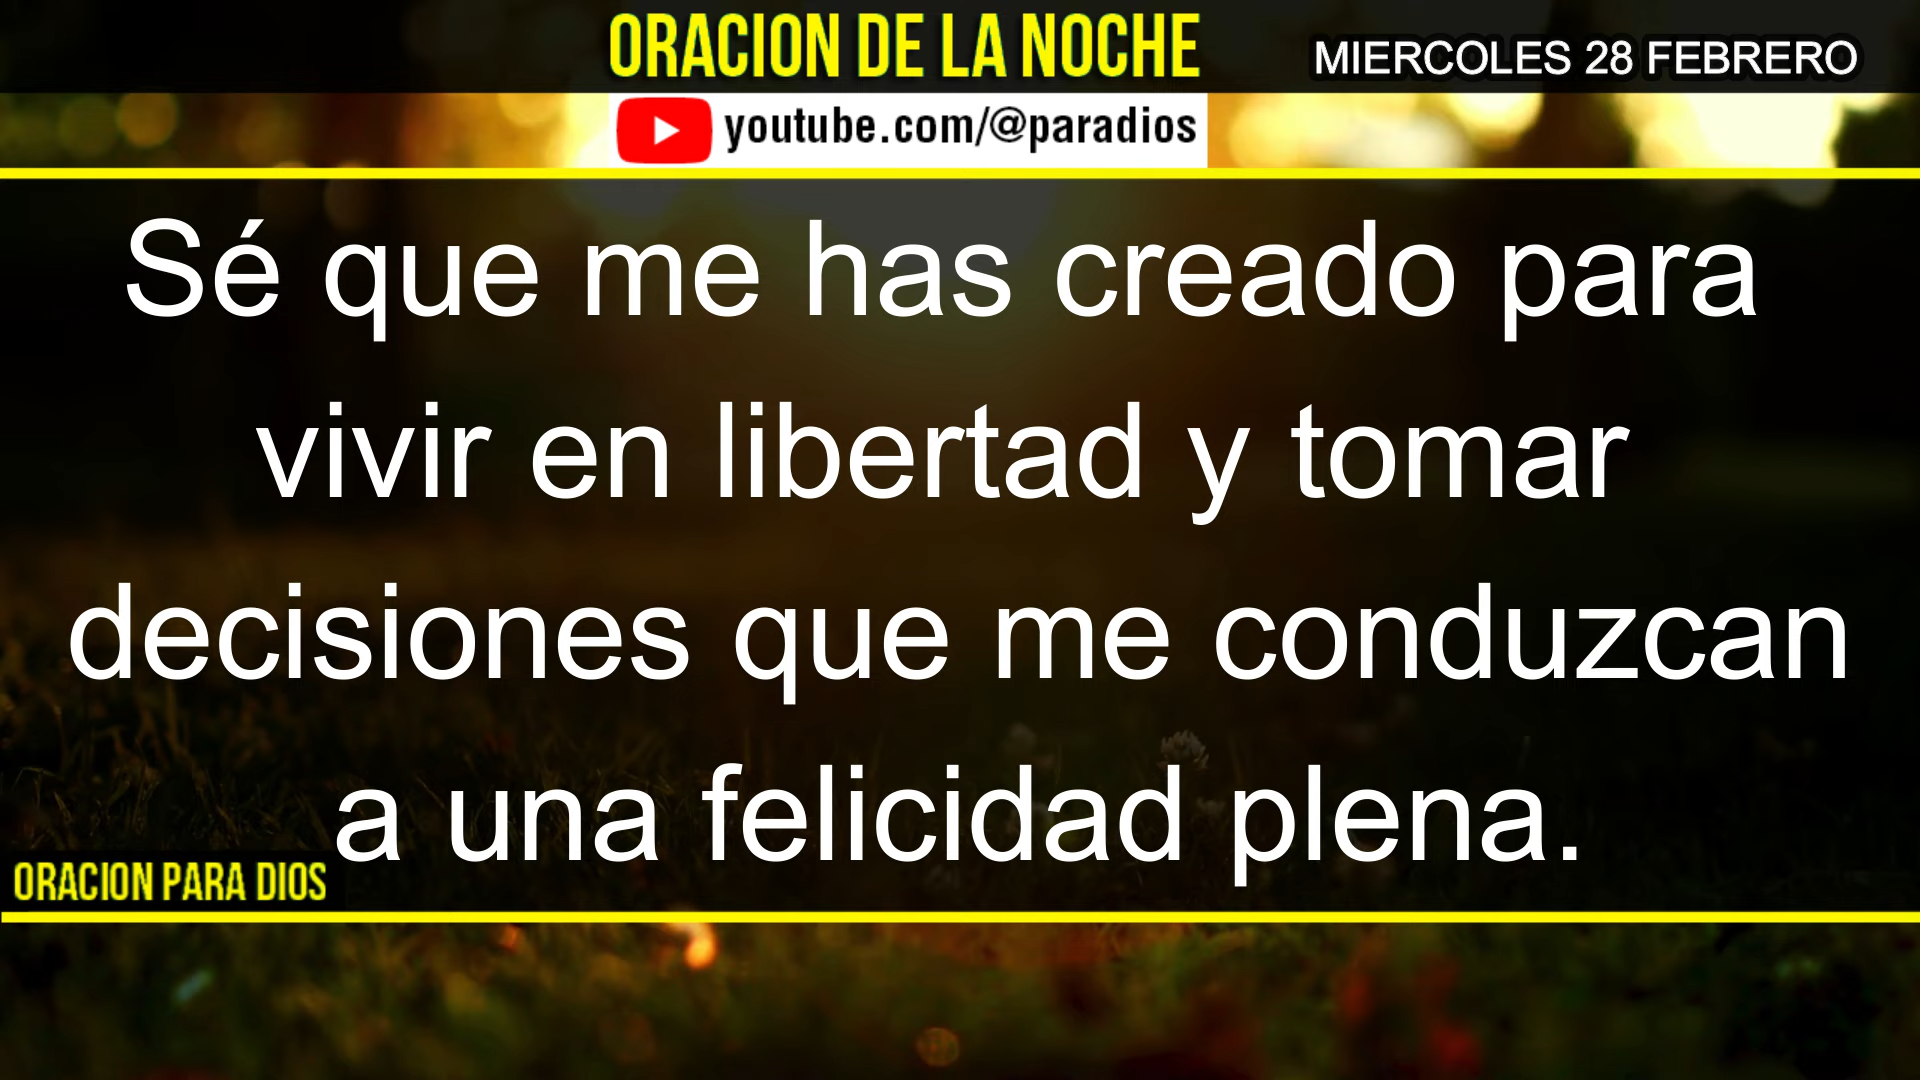 ORACION DE LA NOCHE
MIERCOLES 28 FEBRERO
youtube.com/@paradios
Sé que me has creado para
vivir en libertad y tomar
decisiones que me conduzcan
a una felicidad plena.
ORACION PARA DIOS